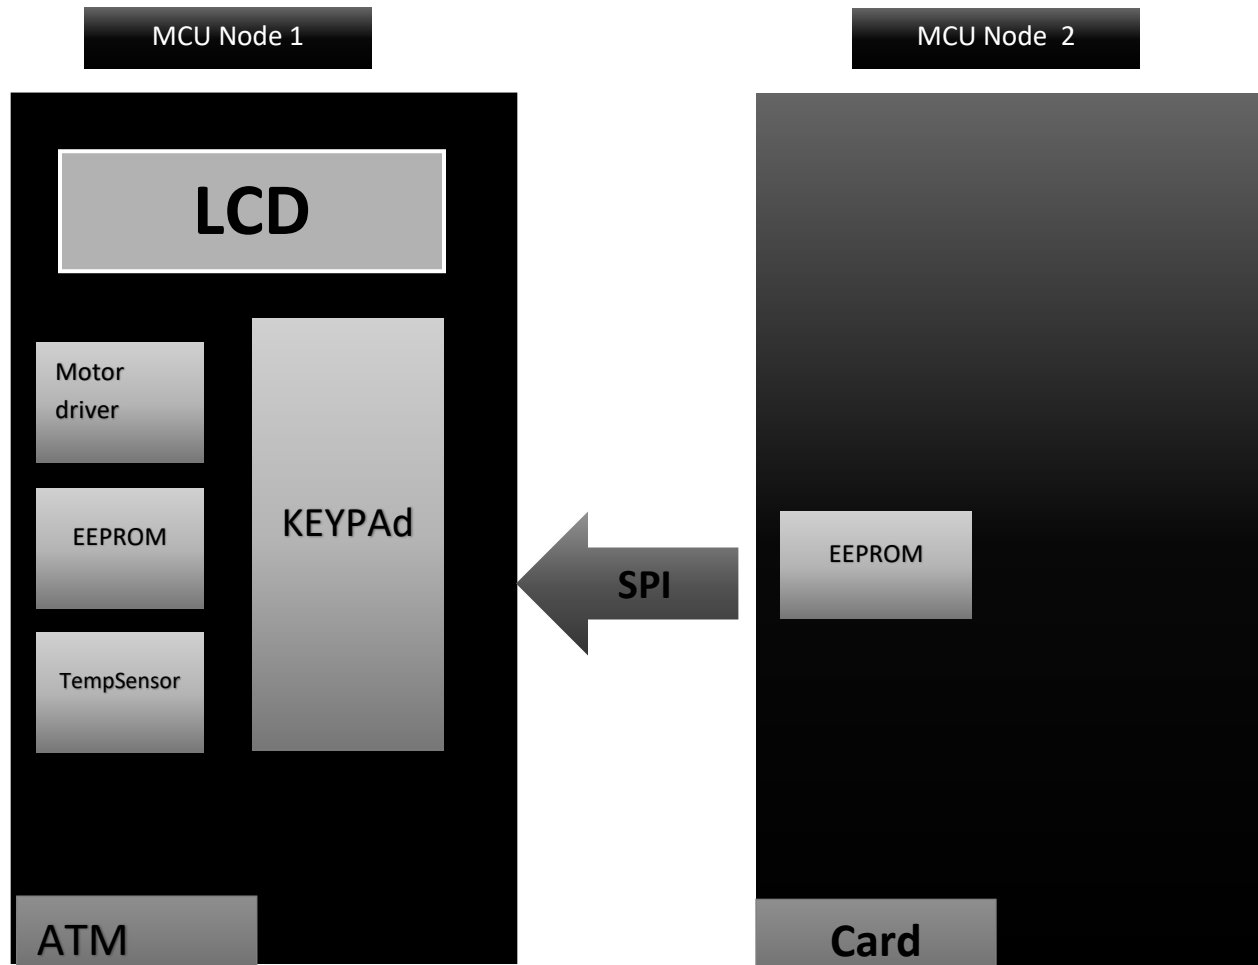 MCU Node 1
MCU Node  2
LCD
Motor
driver
KEYPAd
EEPROM
TempSensor
SPI
EEPROM
ATM
Card